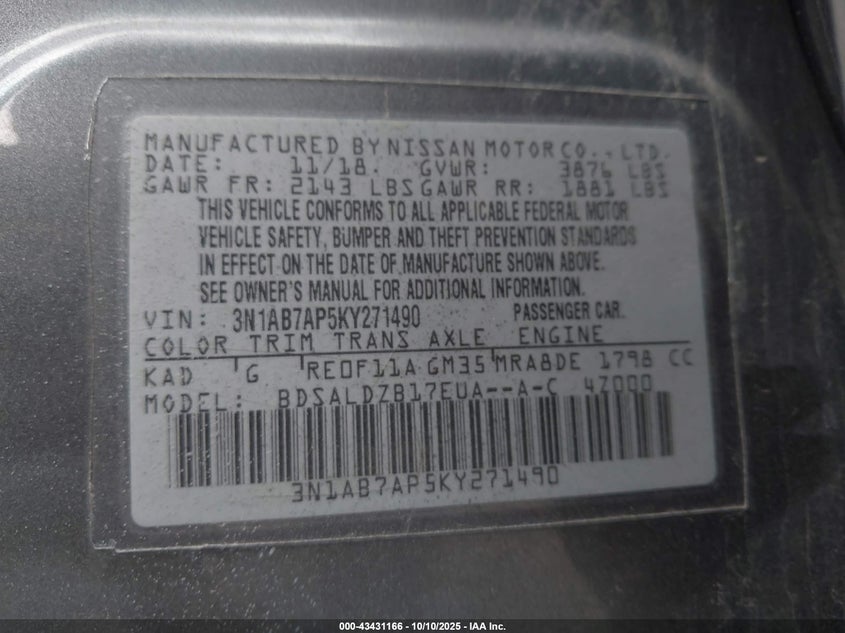 MANUFACTURED BY NISSAN MOTOR CO., LTD.
DATE: 11/18. GVWR: 3876 LBS
GAWR FR: 2143 LBS GAWR RR: 1881 LBS
THIS VEHICLE CONFORMS TO ALL APPLICABLE FEDERAL MOTOR
VEHICLE SAFETY, BUMPER AND THEFT PREVENTION STANDARDS
IN EFFECT ON THE DATE OF MANUFACTURE SHOWN ABOVE.
SEE OWNER'S MANUAL FOR ADDITIONAL INFORMATION.
VIN: 3N1AB7AP5KY271490 PASSENGER CAR.
COLOR TRIM TRANS AXLE ENGINE
KAD G RE0F11A GM35 MRA8DE 1798 CC
MODEL: BDSALDZB17EUA--A-C 4Z000
3N1AB7AP5KY271490
000-43431166 - 10/10/2025 - IAA Inc.